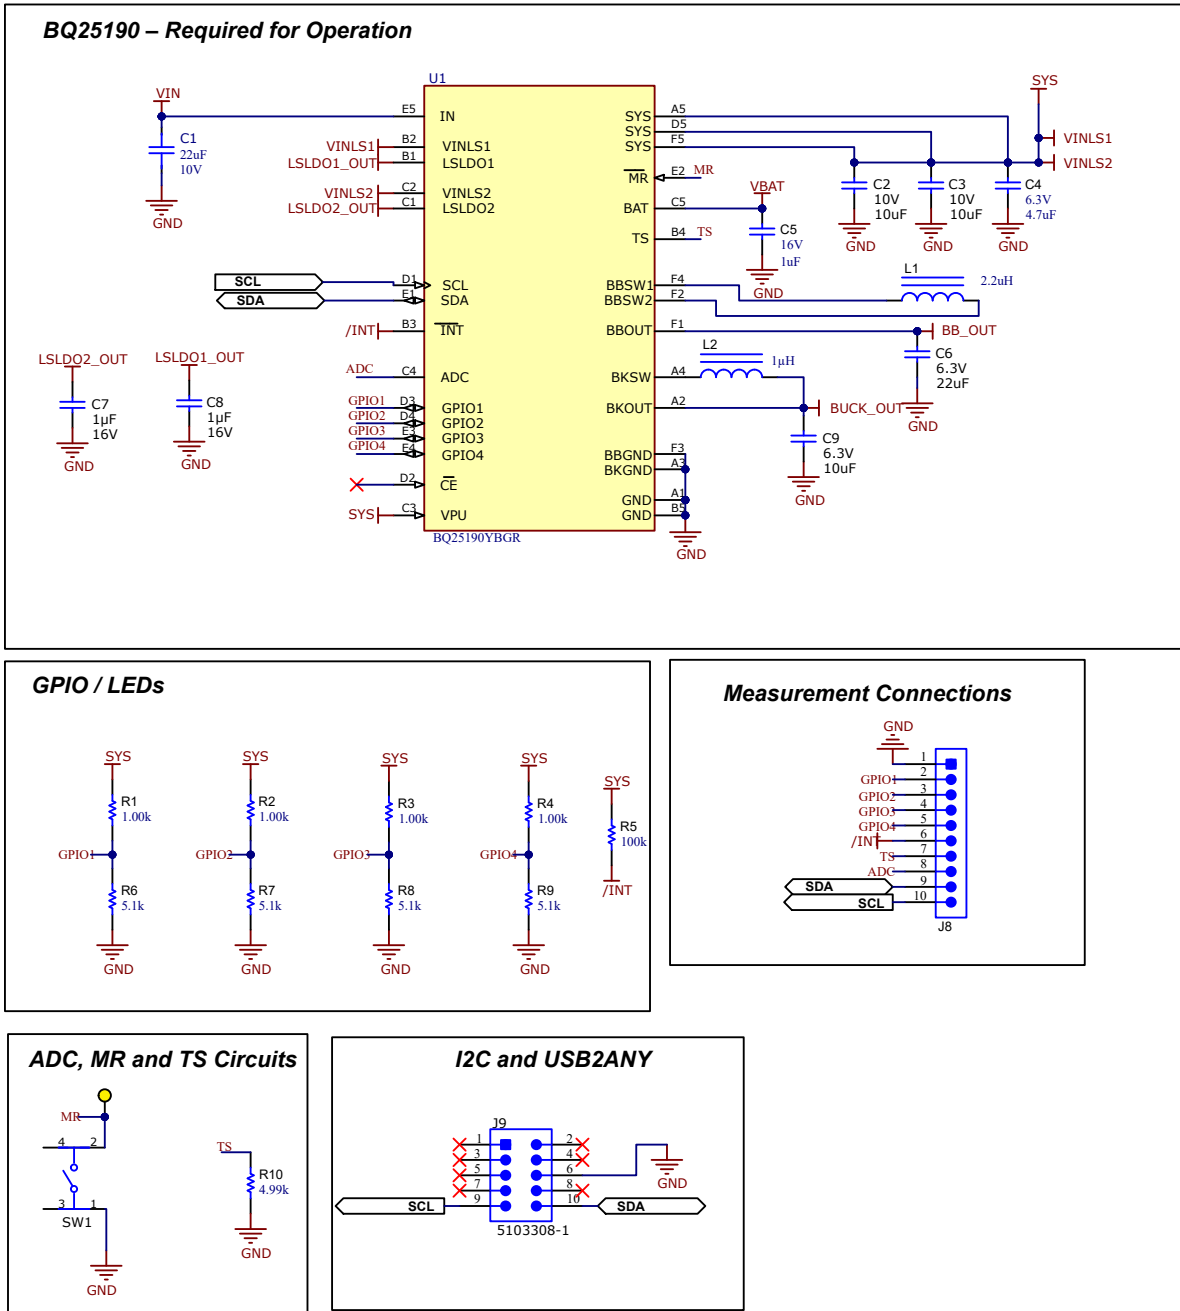 BQ25190 – Required for Operation
U1
VIN
E5 IN
C1
22uF
10V
GND
VINLS1 B2 VINLS1
LSLDO1_OUT B1 LSLDO1
VINLS2 C2 VINLS2
LSLDO2_OUT C1 LSLDO2
SCL D1 SCL
SDA E1 SDA
/INT B3 INT
ADC C4 ADC
GPIO1 D3 GPIO1
GPIO2 D4 GPIO2
GPIO3 E3 GPIO3
GPIO4 E4 GPIO4
D2 CE
SYS C3 VPU
BQ25190YBGR
LSLDO2_OUT
C7
1µF
16V
GND
LSLDO1_OUT
C8
1µF
16V
GND
SYS A5
SYS D5
SYS F5
MR E2 MR
BAT C5
TS B4 TS
BBSW1 F4
BBSW2 F2
BBOUT F1
BKSW A4
BKOUT A2
BBGND F3
BKGND A3
GND A1
GND B5
GND
SYS
VINLS1
VINLS2
C2
10V
10uF
GND
C3
10V
10uF
GND
C4
6.3V
4.7uF
GND
VBAT
C5
16V
1uF
GND
L1
2.2uH
BB_OUT
C6
6.3V
22uF
GND
L2
1µH
BUCK_OUT
C9
6.3V
10uF
GND
GPIO / LEDs
SYS
R1
1.00k
GPIO1
R6
5.1k
GND
SYS
R2
1.00k
GPIO2
R7
5.1k
GND
SYS
R3
1.00k
GPIO3
R8
5.1k
GND
SYS
R4
1.00k
GPIO4
R9
5.1k
GND
SYS
R5
100k
/INT
Measurement Connections
GND
1
GPIO1 2
GPIO2 3
GPIO3 4
GPIO4 5
/INT 6
TS 7
ADC 8
SDA 9
SCL 10
J8
ADC, MR and TS Circuits
MR
4 2
3 1
SW1
GND
TS
R10
4.99k
GND
I2C and USB2ANY
J9
1 2
3 4
5 6
7 8
SCL 9 10 SDA
GND
5103308-1